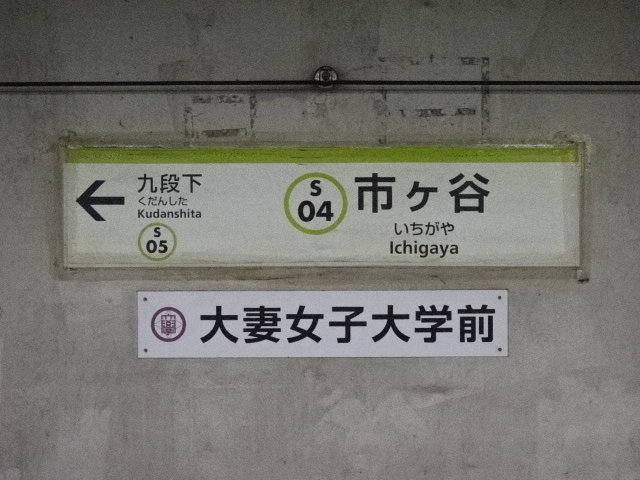 九段下
くだんした
Kudanshita
S
05
S
04
市ヶ谷
いちがや
Ichigaya
大妻女子大学前